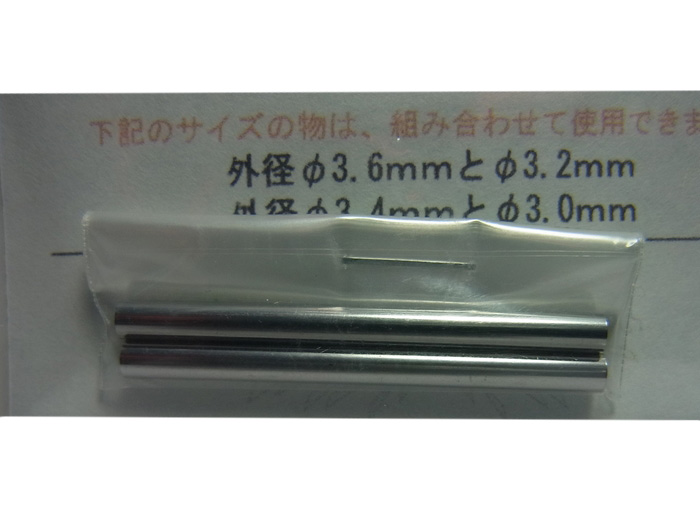 下記のサイズの物は、組み合わせて使用できま
外径φ3.6mmとφ3.2mm
外径φ3.4mmとφ3.0mm